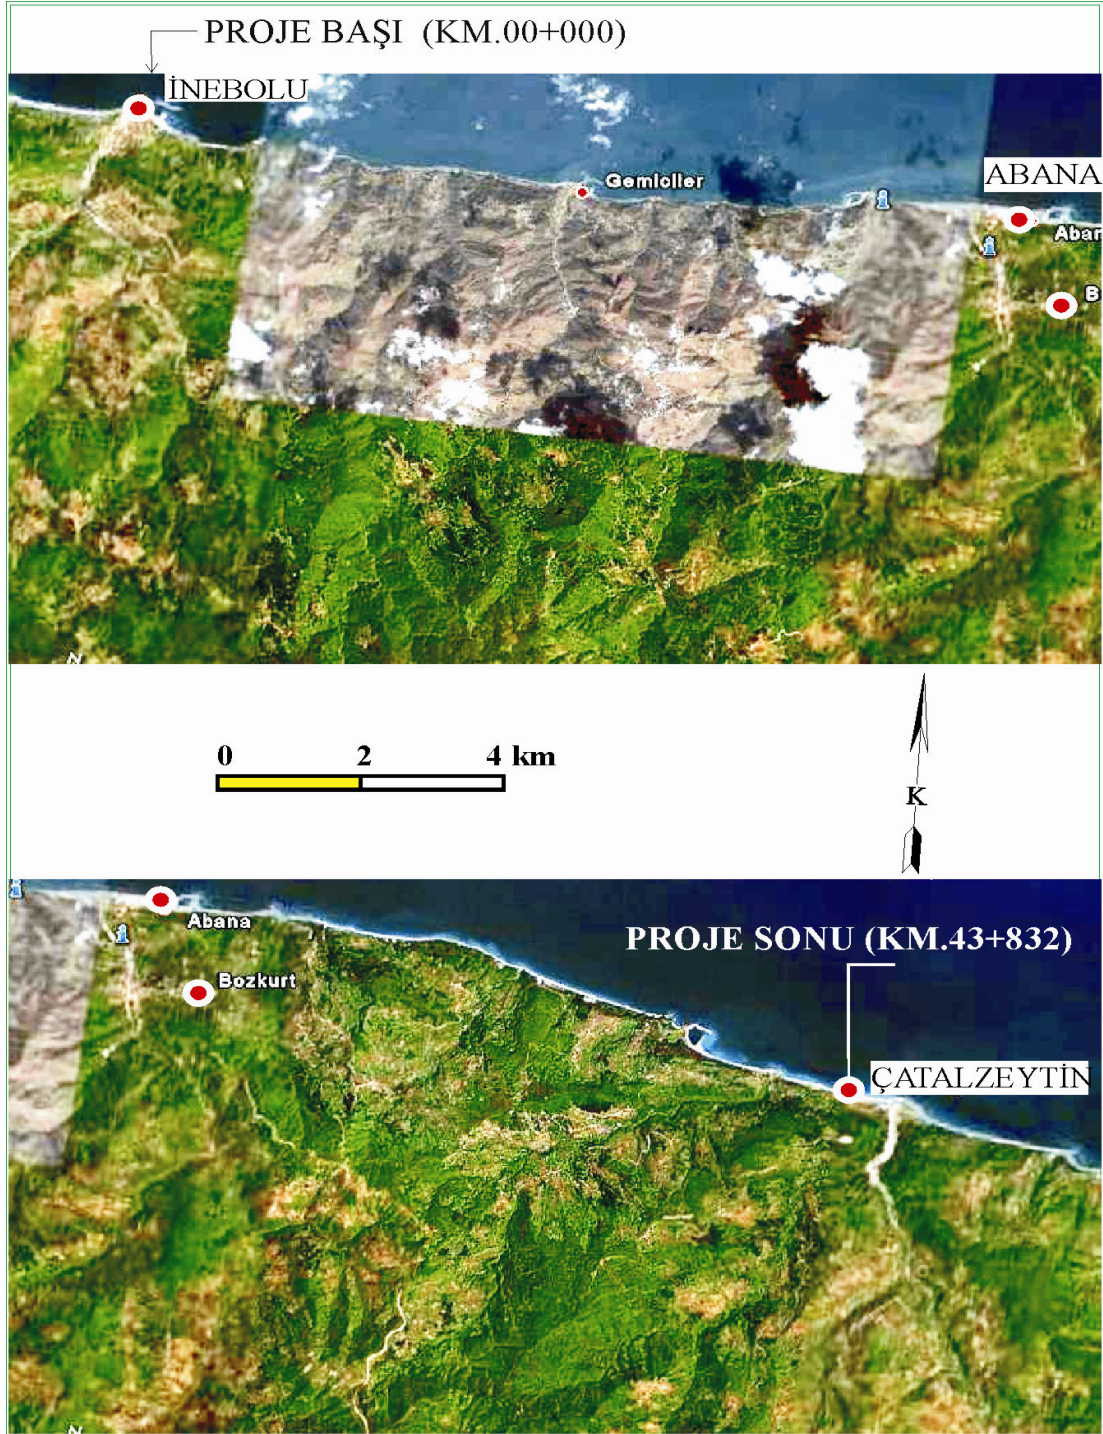 PROJE BAŞI (KM.00+000)
İNEBOLU
Gemiciler
ABANA
Aban
B
0 2 4 km
K
Abana
Bozkurt
PROJE SONU (KM.43+832)
ÇATALZEYTİN